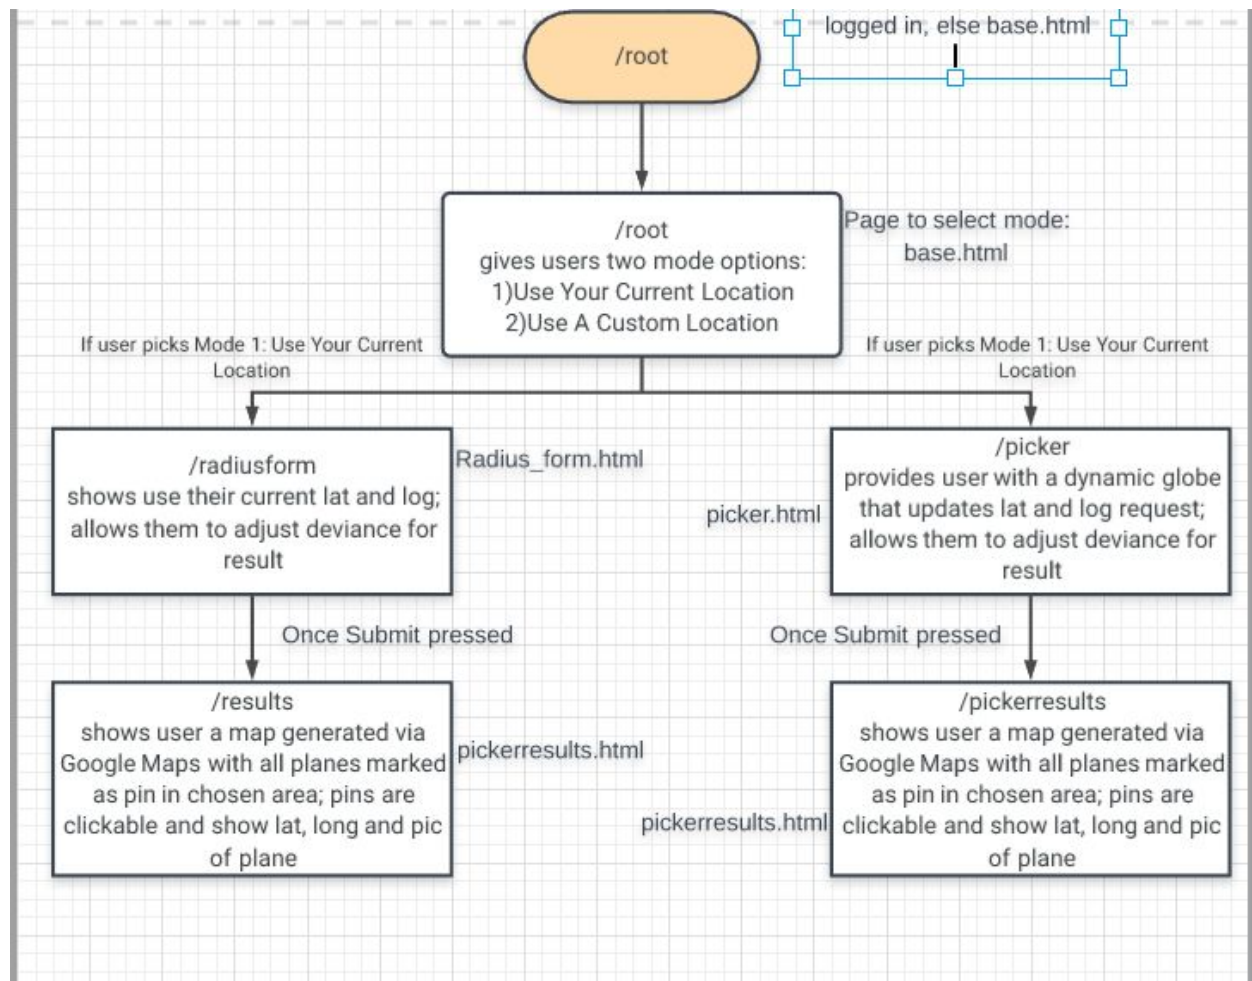 logged in, else base.html
/root
/root
gives users two mode options:
1)Use Your Current Location
2)Use A Custom Location
Page to select mode:
base.html
If user picks Mode 1: Use Your Current
Location
If user picks Mode 1: Use Your Current
Location
/radiusform
shows use their current lat and log;
allows them to adjust deviance for
result
Radius_form.html
picker.html
/picker
provides user with a dynamic globe
that updates lat and log request;
allows them to adjust deviance for
result
Once Submit pressed
Once Submit pressed
/results
shows user a map generated via
Google Maps with all planes marked
as pin in chosen area; pins are
clickable and show lat, long and pic
of plane
pickerresults.html
pickerresults.html
/pickerresults
shows user a map generated via
Google Maps with all planes marked
as pin in chosen area; pins are
clickable and show lat, long and pic
of plane